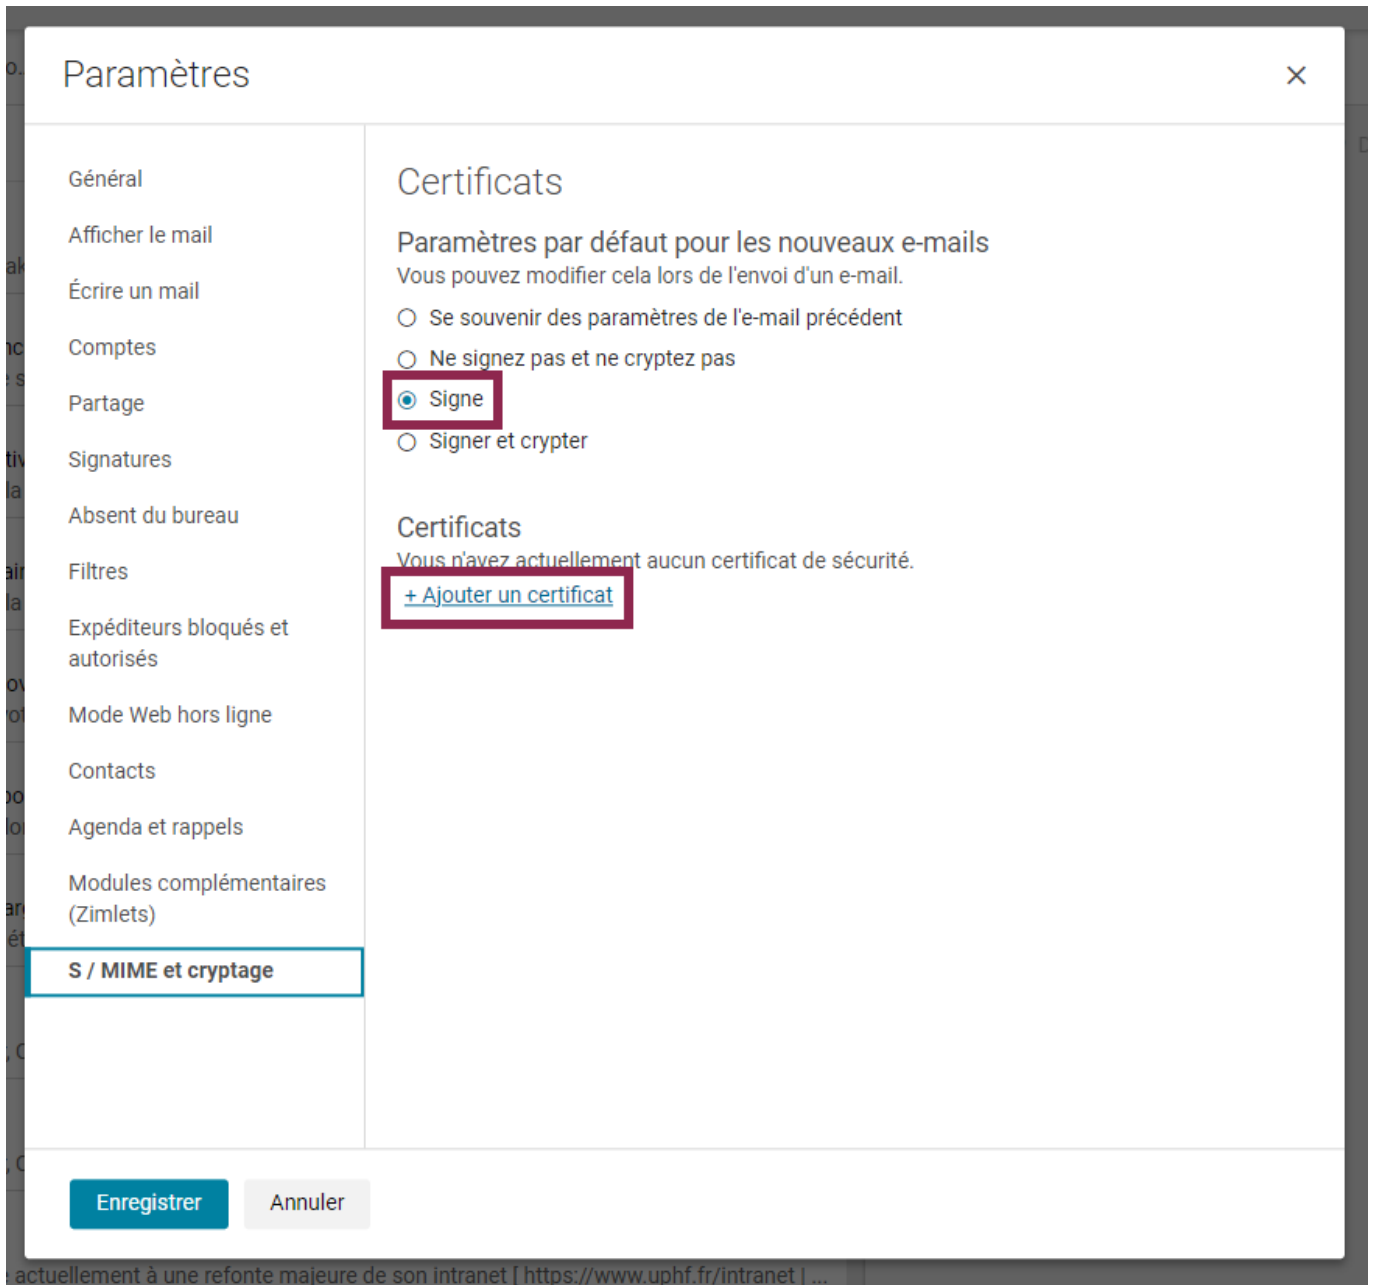 Paramètres
Général
Afficher le mail
Écrire un mail
Comptes
Partage
Signatures
Absent du bureau
Filtres
Expéditeurs bloqués et
autorisés
Mode Web hors ligne
Contacts
Agenda et rappels
Modules complémentaires
(Zimlets)
S / MIME et cryptage
Certificats
Paramètres par défaut pour les nouveaux e-mails
Vous pouvez modifier cela lors de l'envoi d'un e-mail.
Se souvenir des paramètres de l'e-mail précédent
Ne signez pas et ne cryptez pas
Signe
Signer et crypter
Certificats
Vous n'avez actuellement aucun certificat de sécurité.
+ Ajouter un certificat
Enregistrer
Annuler
actuellement à une refonte majeure de son intranet [ https://www.uphf.fr/intranet | ...